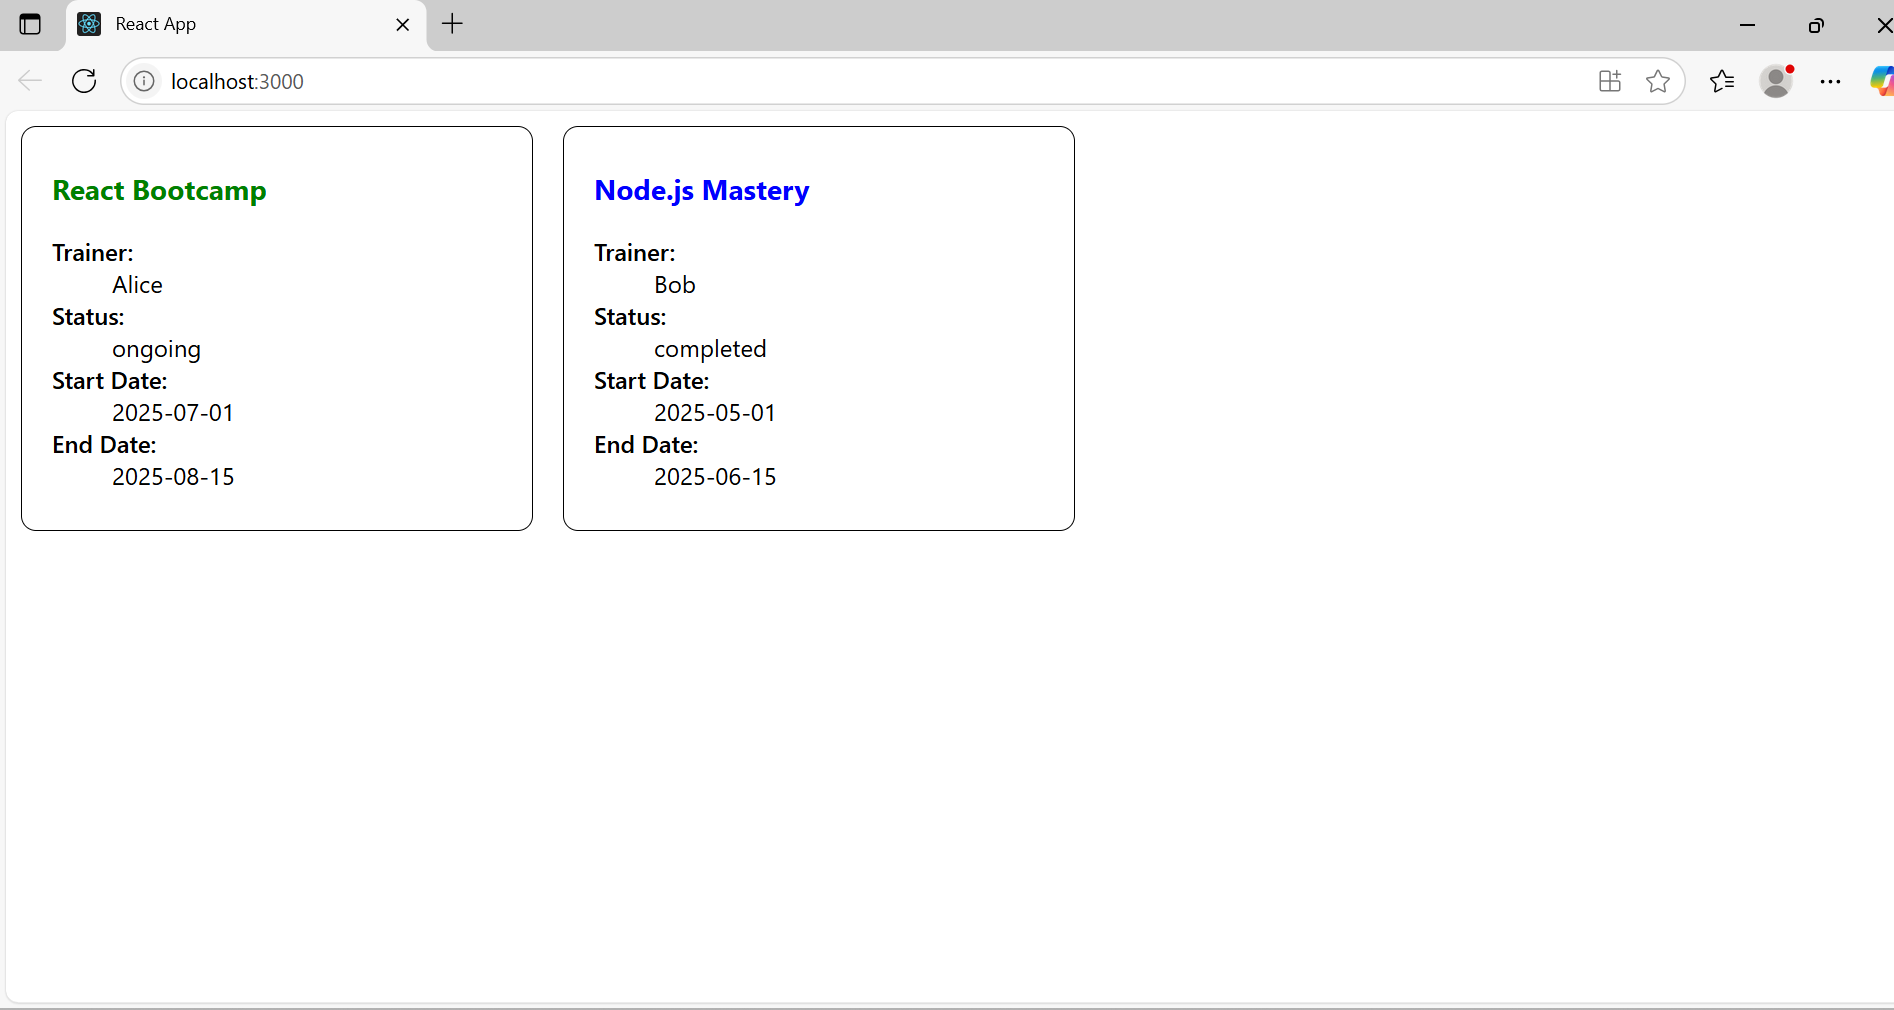 React App
localhost:3000
React Bootcamp
Trainer:
Alice
Status:
ongoing
Start Date:
2025-07-01
End Date:
2025-08-15
Node.js Mastery
Trainer:
Bob
Status:
completed
Start Date:
2025-05-01
End Date:
2025-06-15